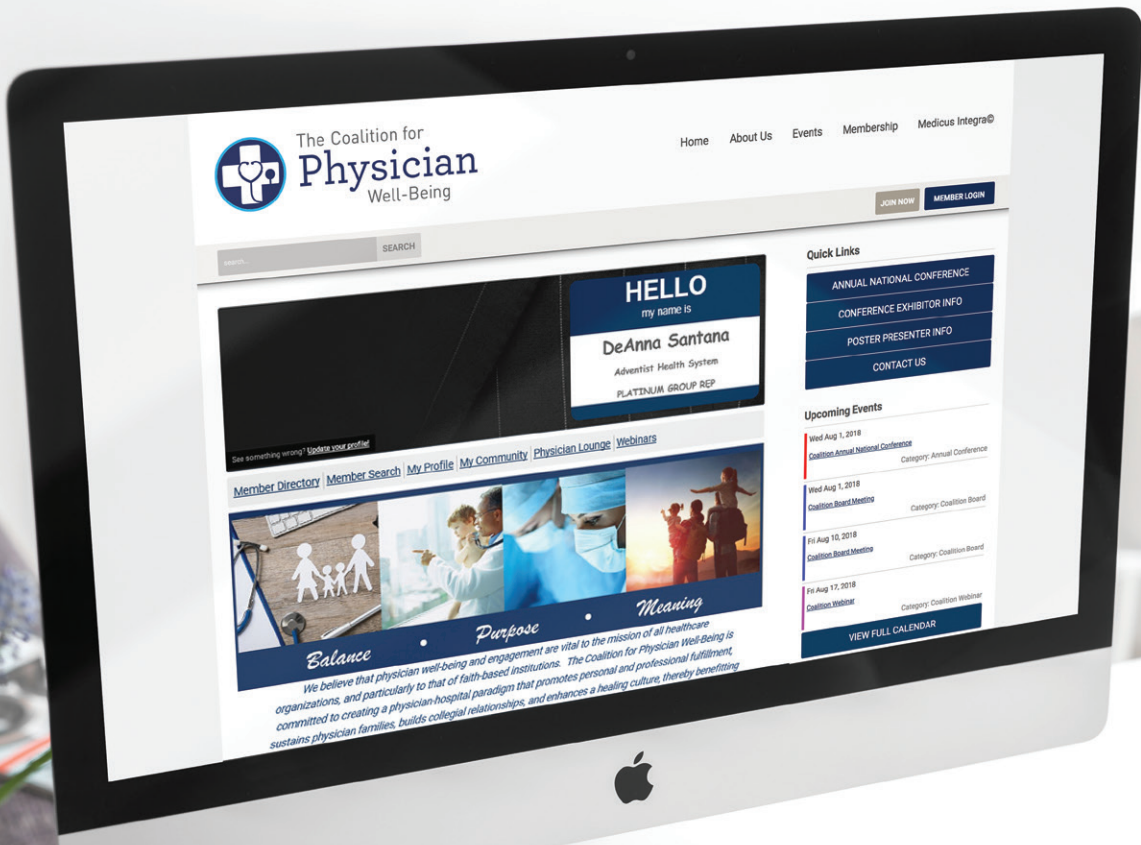 The Coalition for
Physician
Well-Being
Home About Us Events Membership Medicus Integra©
JOIN NOW MEMBER LOGIN
search... SEARCH
HELLO
my name is
DeAnna Santana
Adventist Health System
PLATINUM GROUP REP
See something wrong? Update your profile!
Member Directory Member Search My Profile My Community Physician Lounge Webinars
Balance • Purpose • Meaning
We believe that physician well-being and engagement are vital to the mission of all healthcare
organizations, and particularly to that of faith-based institutions. The Coalition for Physician Well-Being is
committed to creating a physician-hospital paradigm that promotes personal and professional fulfillment,
sustains physician families, builds collegial relationships, and enhances a healing culture, thereby benefitting
Quick Links
ANNUAL NATIONAL CONFERENCE
CONFERENCE EXHIBITOR INFO
POSTER PRESENTER INFO
CONTACT US
Upcoming Events
Wed Aug 1, 2018
Coalition Annual National Conference
Category: Annual Conference
Wed Aug 1, 2018
Coalition Board Meeting
Category: Coalition Board
Fri Aug 10, 2018
Coalition Board Meeting
Category: Coalition Board
Fri Aug 17, 2018
Coalition Webinar
Category: Coalition Webinar
VIEW FULL CALENDAR